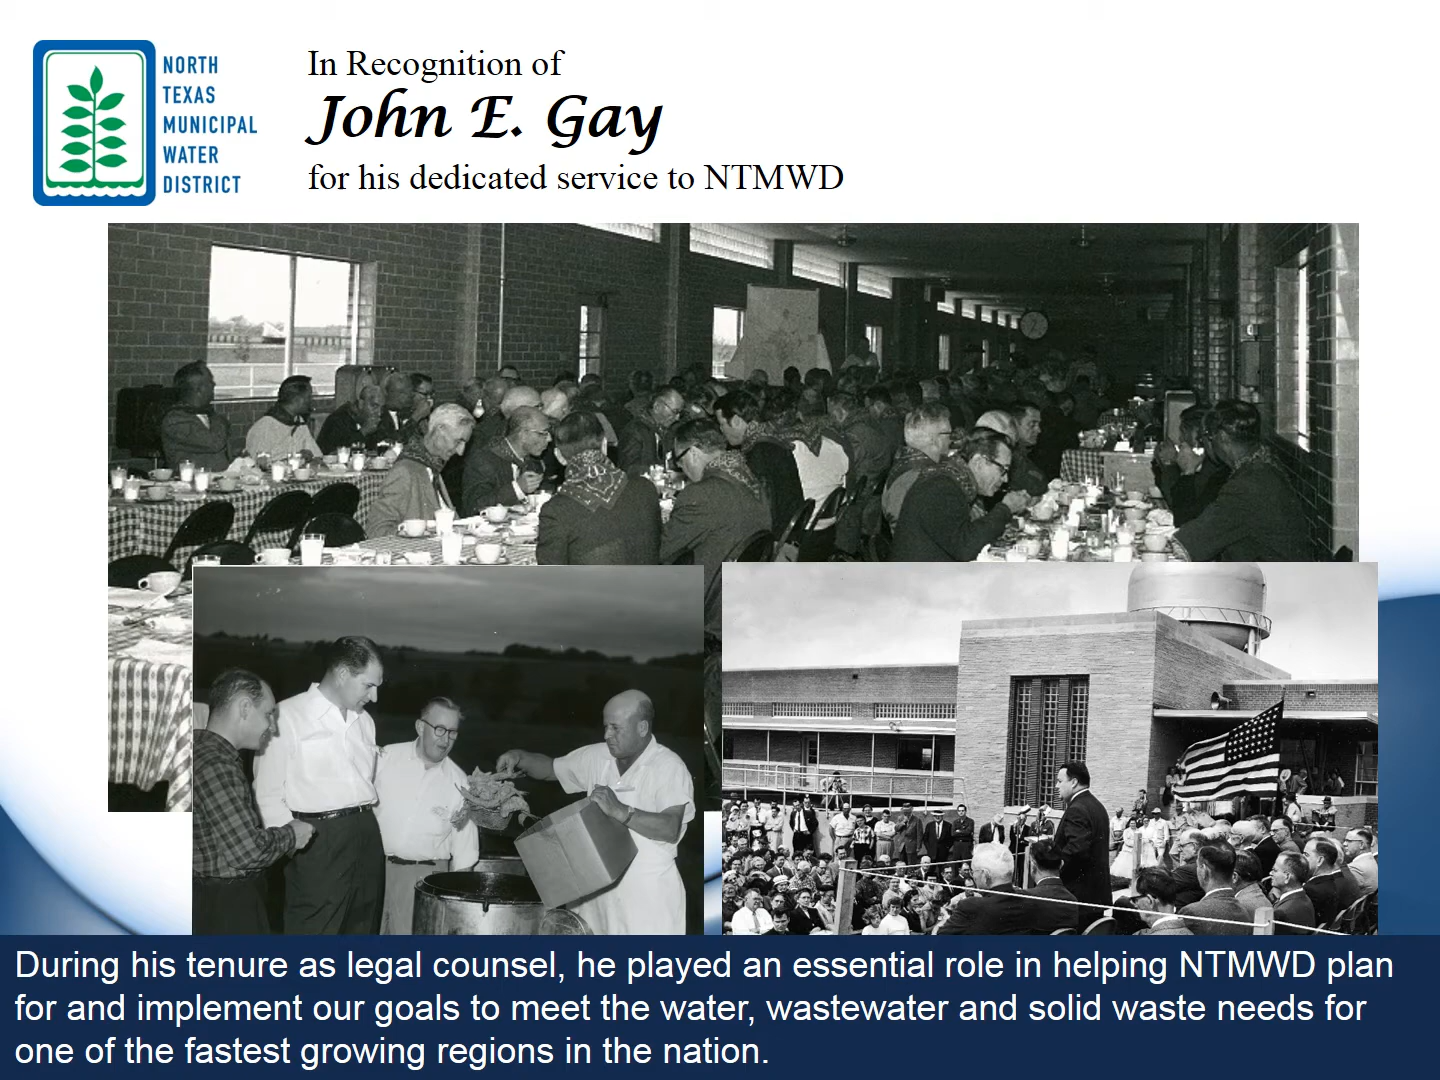 NORTH
TEXAS
MUNICIPAL
WATER
DISTRICT
In Recognition of
John E. Gay
for his dedicated service to NTMWD
During his tenure as legal counsel, he played an essential role in helping NTMWD plan
for and implement our goals to meet the water, wastewater and solid waste needs for
one of the fastest growing regions in the nation.